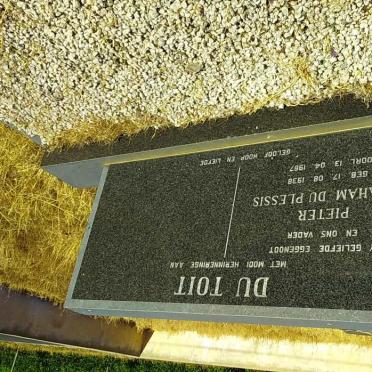 DU TOIT
MET MOOI HERINNERINGE AAN
Y GELIEFDE EGGENOOT
EN ONS VADER
PIETER
AHAM DU PLESSIS
GEB. 17 08 1938
OORL. 13 04 1987
GELOOF HOOP EN LIEFDE